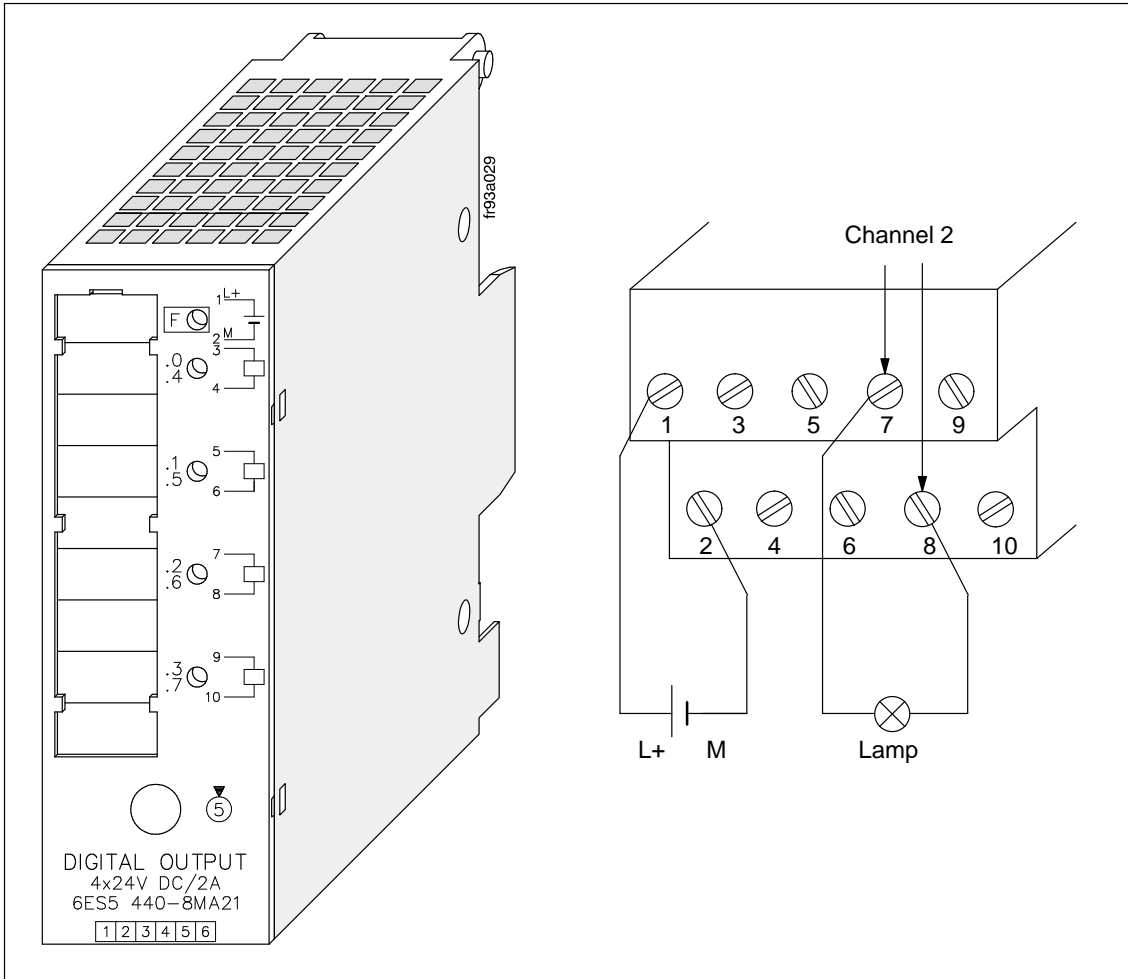 fr93a029
1 L+
F
2 M
.0
.4
3
4
.1
.5
5
6
.2
.6
7
8
.3
.7
9
10
5
DIGITAL OUTPUT
4x24V DC/2A
6ES5 440-8MA21
1 2 3 4 5 6
Channel 2
1 3 5 7 9
2 4 6 8 10
L+ M
Lamp